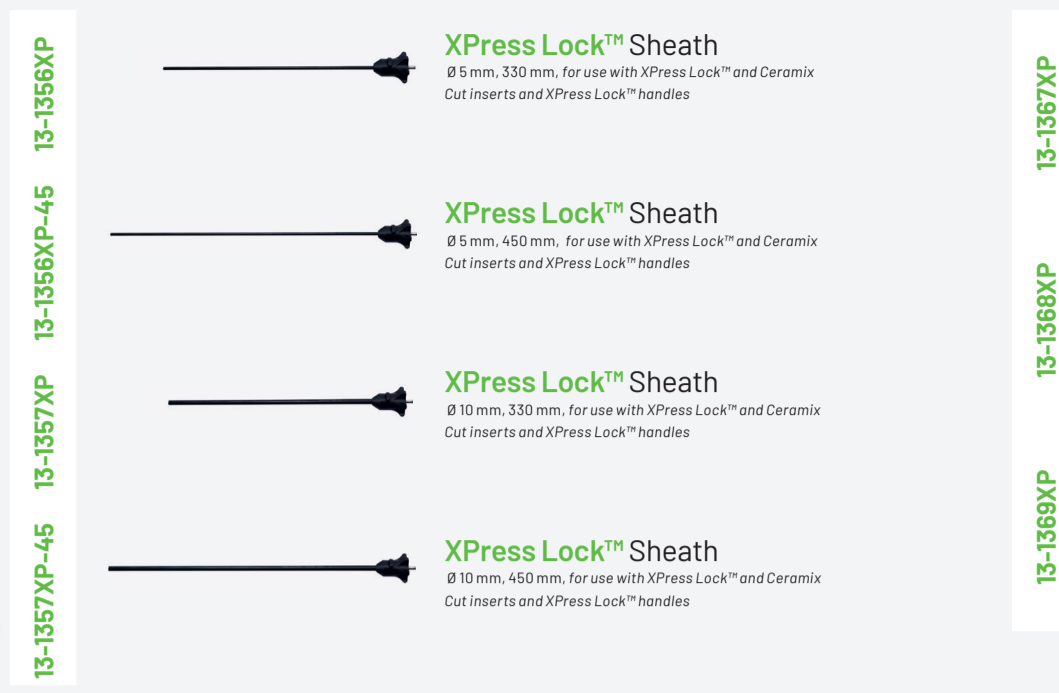 13-1356XP
XPress Lock™ Sheath
Ø 5 mm, 330 mm, for use with XPress Lock™ and Ceramix
Cut inserts and XPress Lock™ handles
13-1356XP-45
XPress Lock™ Sheath
Ø 5 mm, 450 mm, for use with XPress Lock™ and Ceramix
Cut inserts and XPress Lock™ handles
13-1357XP
XPress Lock™ Sheath
Ø 10 mm, 330 mm, for use with XPress Lock™ and Ceramix
Cut inserts and XPress Lock™ handles
13-1357XP-45
XPress Lock™ Sheath
Ø 10 mm, 450 mm, for use with XPress Lock™ and Ceramix
Cut inserts and XPress Lock™ handles
13-1367XP
13-1368XP
13-1369XP